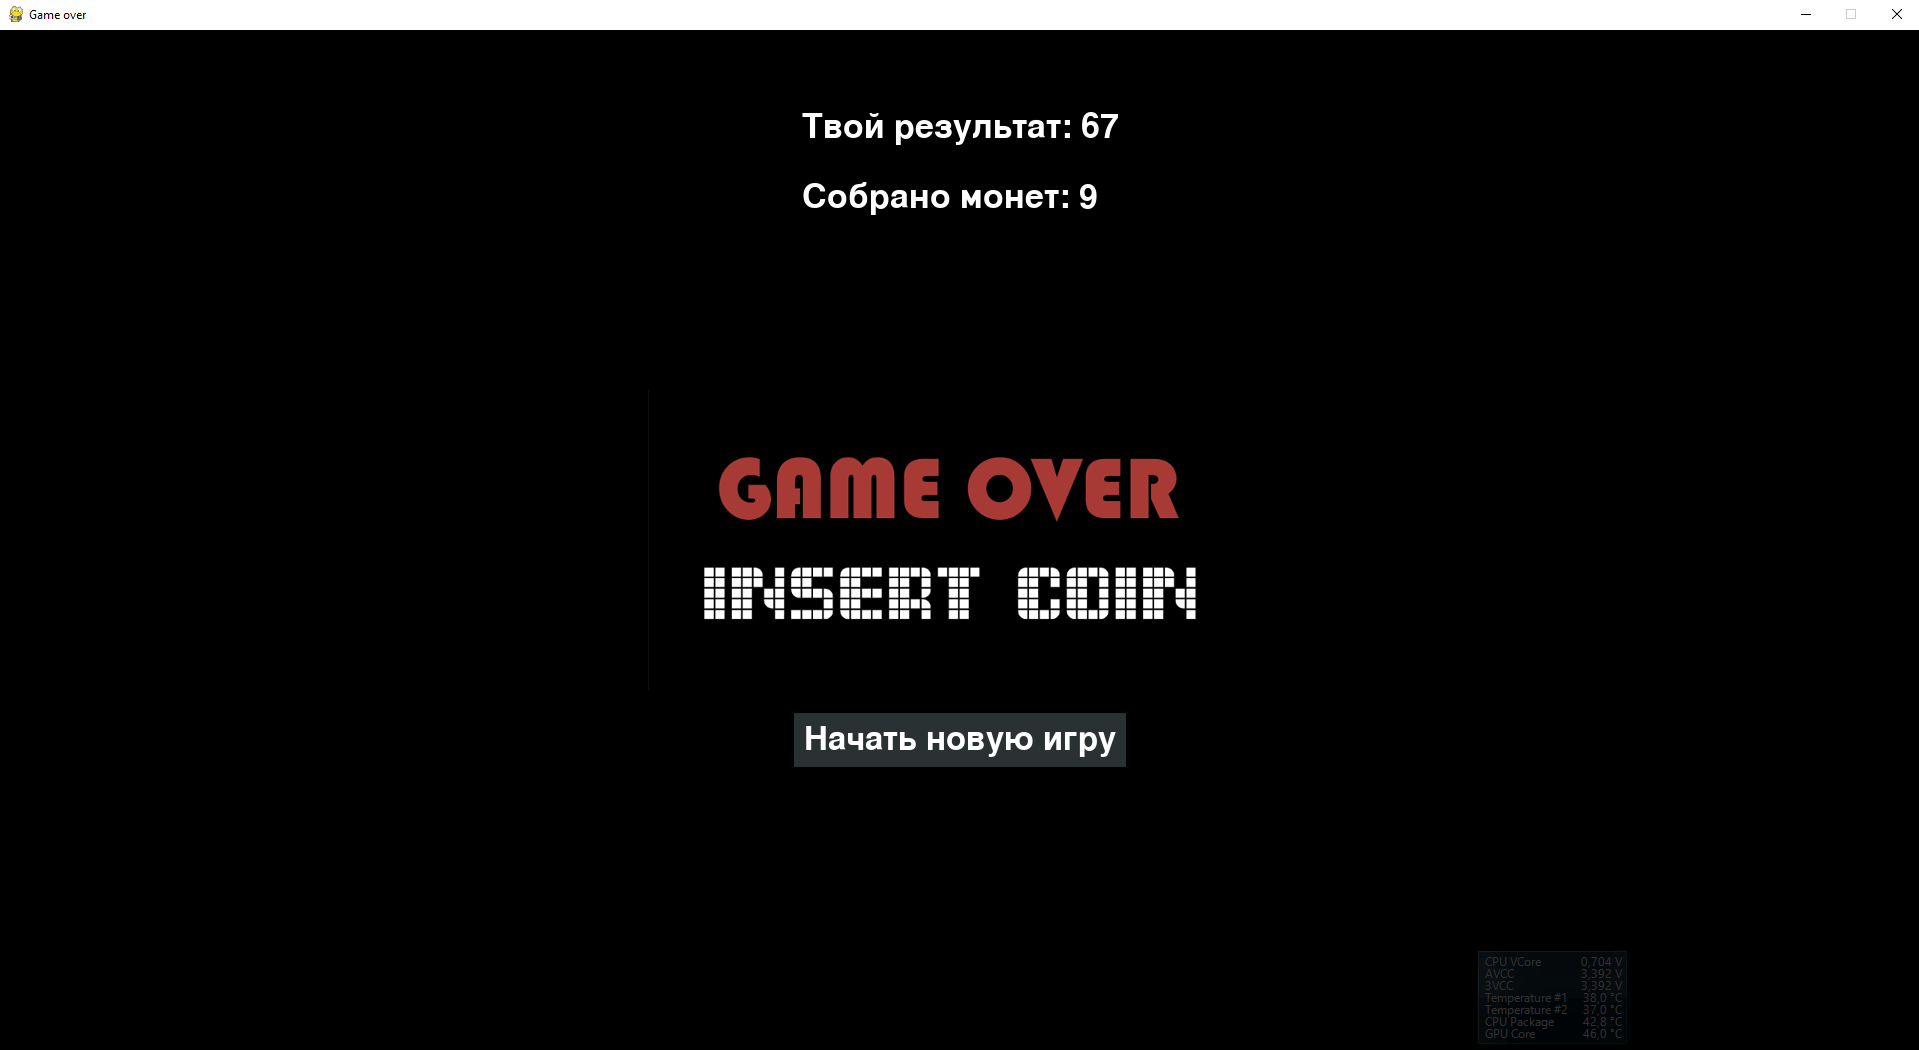 Game over
Твой результат: 67
Собрано монет: 9
GAME OVER
INSERT COIN
Начать новую игру
CPU VCore 0,704 V
AVCC 3,392 V
3VCC 3,392 V
Temperature #1 38,0 °C
Temperature #2 37,0 °C
CPU Package 42,8 °C
GPU Core 46,0 °C